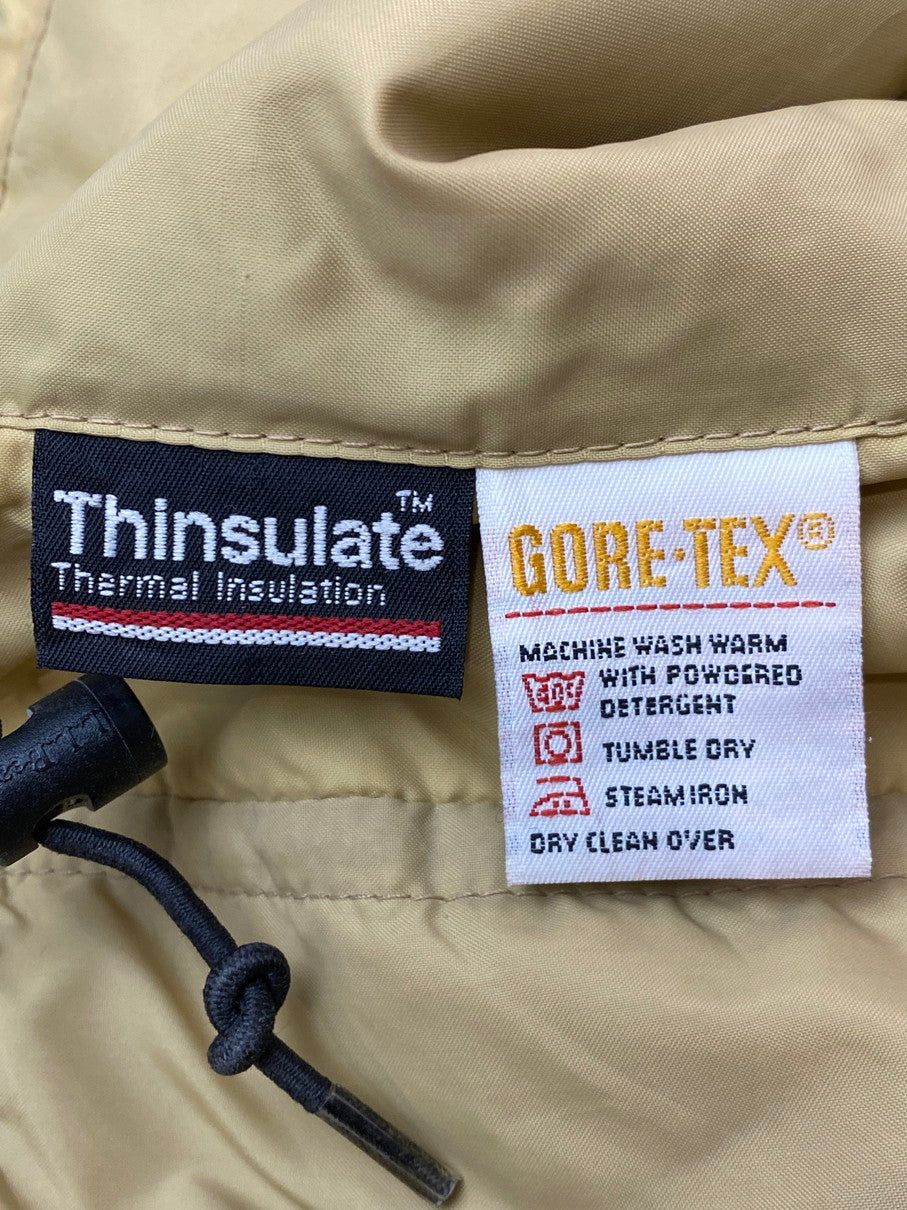 Thinsulate™
Thermal Insulation
GORE-TEX®
MACHINE WASH WARM
WITH POWDERED
DETERGENT
TUMBLE DRY
STEAM IRON
DRY CLEAN OVER